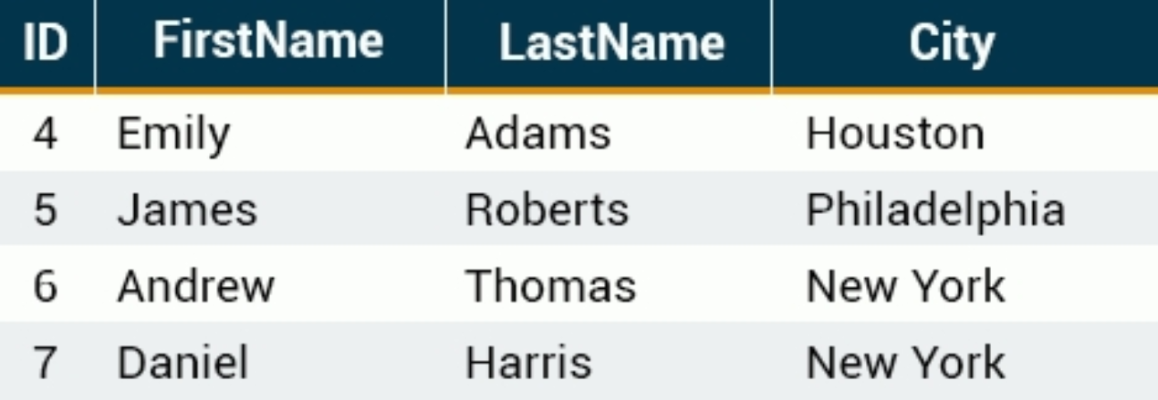 ID FirstName LastName City
4 Emily Adams Houston
5 James Roberts Philadelphia
6 Andrew Thomas New York
7 Daniel Harris New York